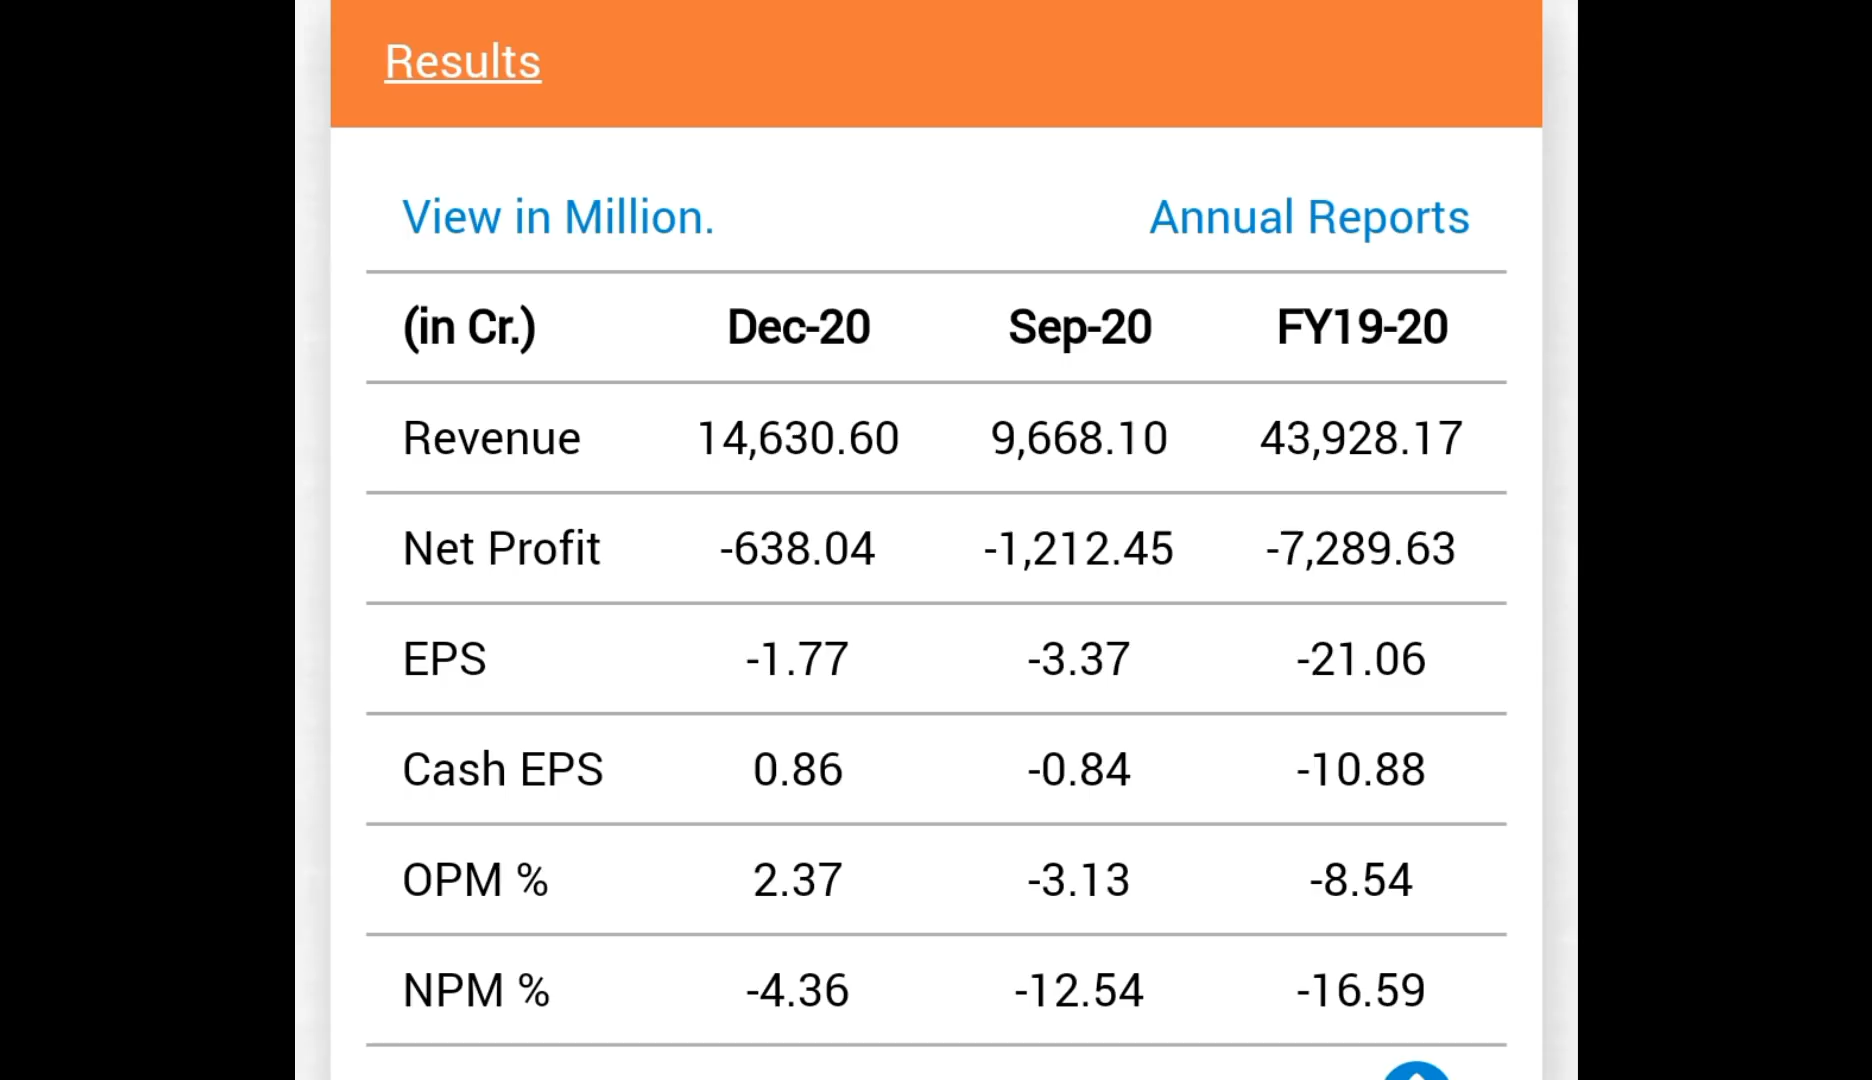 Results
View in Million. Annual Reports
(in Cr.) Dec-20 Sep-20 FY19-20
Revenue 14,630.60 9,668.10 43,928.17
Net Profit -638.04 -1,212.45 -7,289.63
EPS -1.77 -3.37 -21.06
Cash EPS 0.86 -0.84 -10.88
OPM % 2.37 -3.13 -8.54
NPM % -4.36 -12.54 -16.59